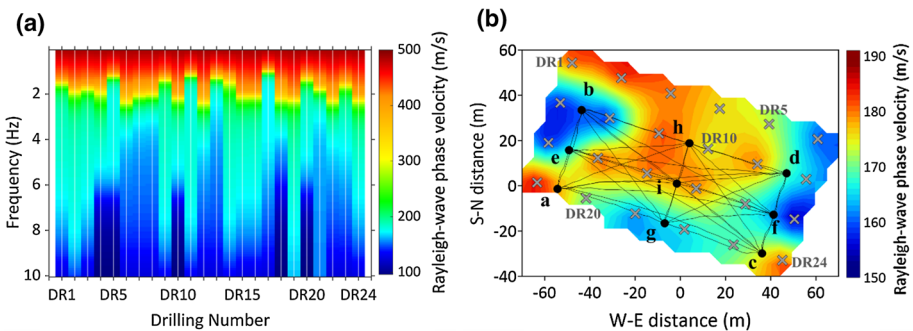 (a)
Frequency (Hz)
2
4
6
8
10
DR1 DR5 DR10 DR15 DR20 DR24
Drilling Number
500
400
300
200
100
Rayleigh-wave phase velocity (m/s)
(b)
S-N distance (m)
60
40
20
0
-20
-40
-60 -40 -20 0 20 40 60
W-E distance (m)
DR1
b
DR5
h
DR10
e
d
i
a
DR20
f
g
c
DR24
190
180
170
160
150
Rayleigh-wave phase velocity (m/s)